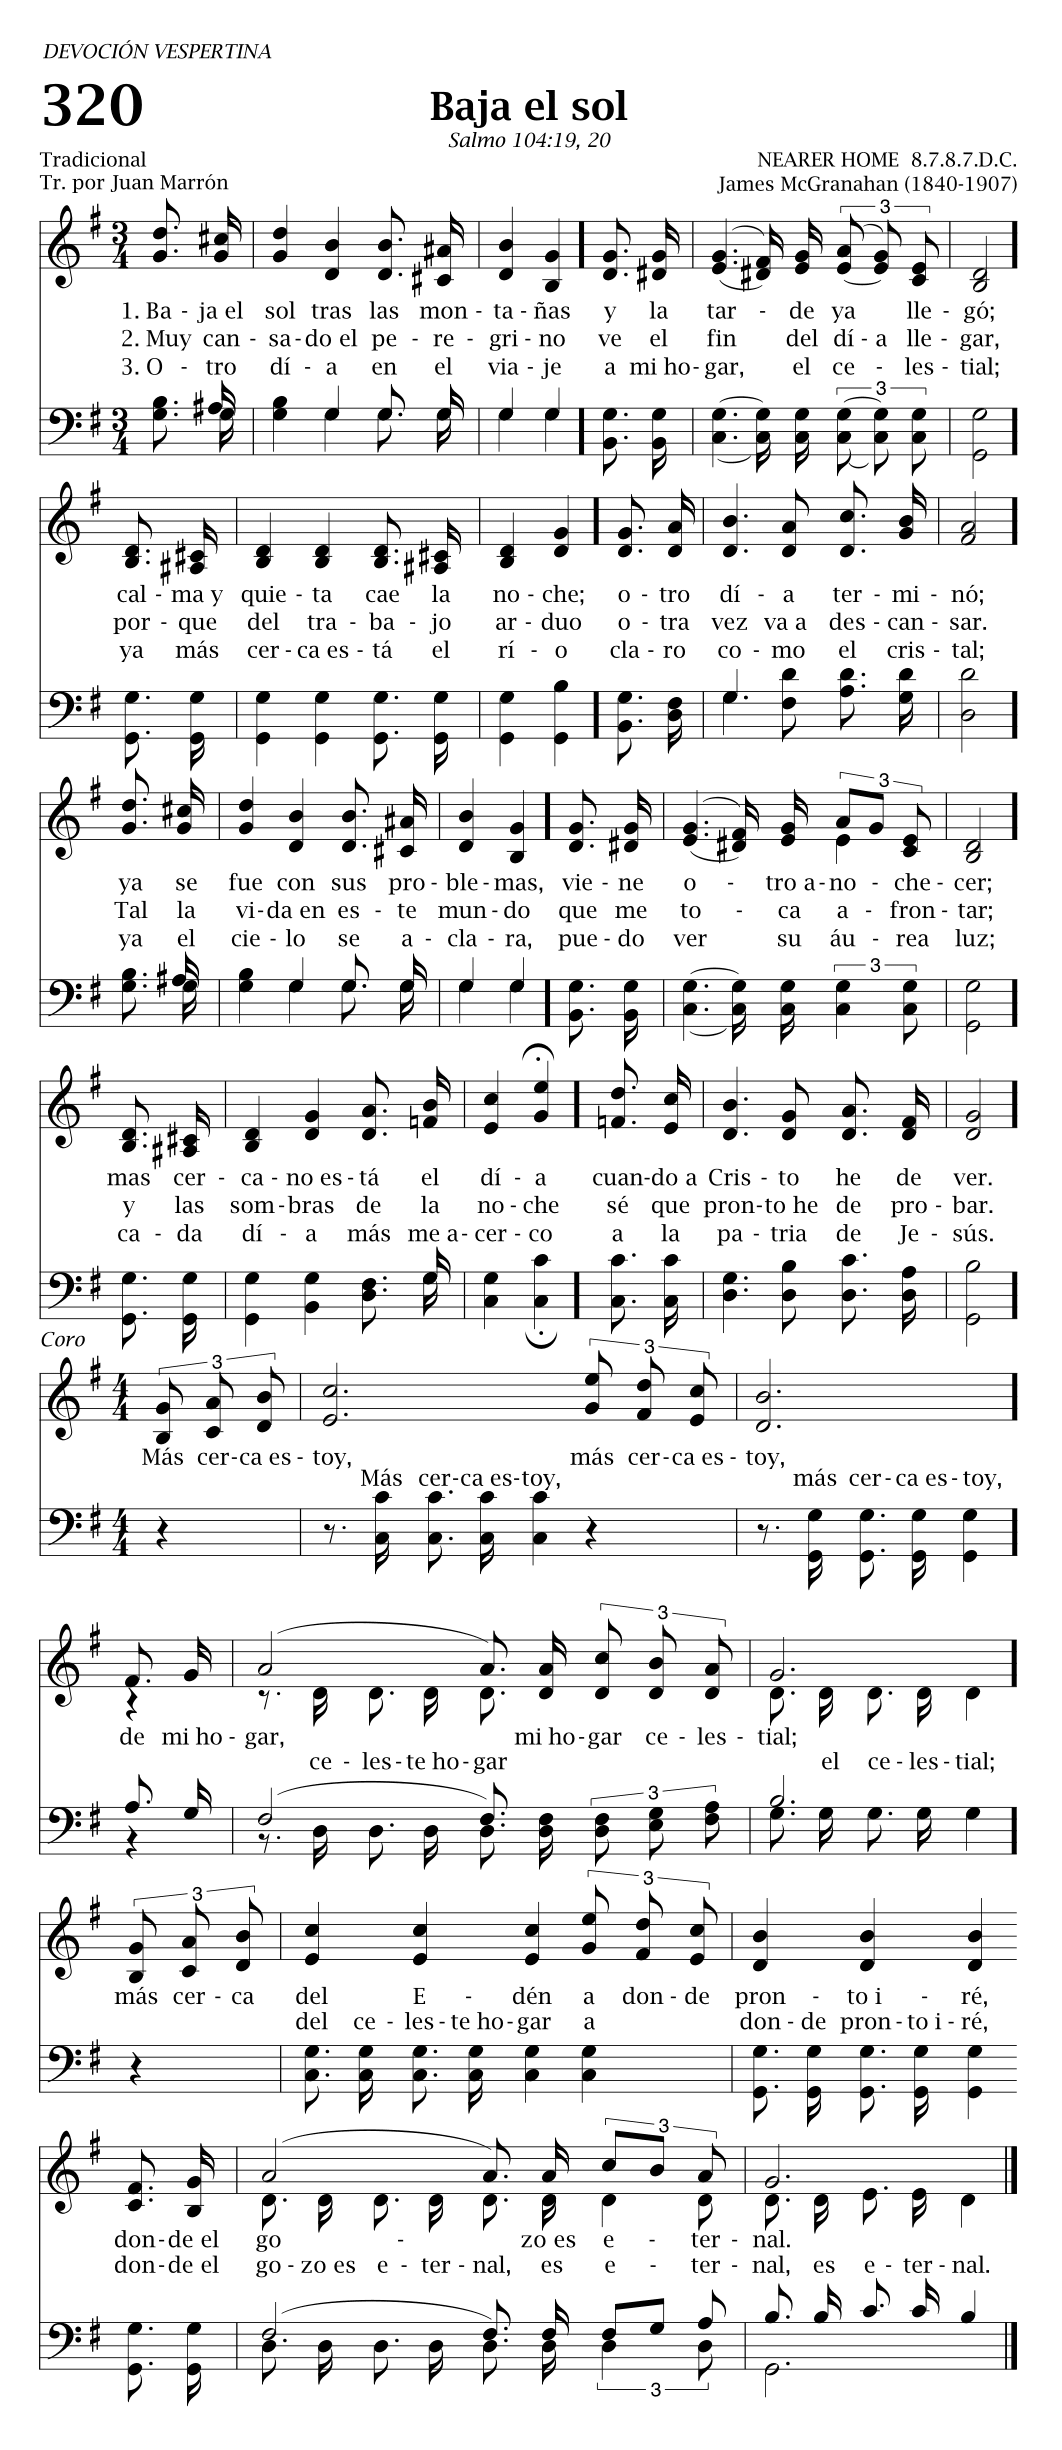 DEVOCIÓN VESPERTINA
320
Baja el sol
Salmo 104:19, 20
Tradicional
NEARER HOME 8.7.8.7.D.C.
Tr. por Juan Marrón
James McGranahan (1840-1907)
3
1. Ba - ja el sol tras las mon - ta - ñas y la tar - de ya lle - gó;
2. Muy can - sa - do el pe - re - gri - no ve el fin del dí - a lle - gar,
3. O - tro dí - a en el via - je a mi ho - gar, el ce - les - tial;
3
cal - ma y quie - ta cae la no - che; o - tro dí - a ter - mi - nó;
por - que del tra - ba - jo ar - duo o - tra vez va a des - can - sar.
ya más cer - ca es - tá el rí - o cla - ro co - mo el cris - tal;
3
ya se fue con sus pro - ble - mas, vie - ne o - tro a - no - che - cer;
Tal la vi - da en es - te mun - do que me to - ca a - fron - tar;
ya el cie - lo se a - cla - ra, pue - do ver su áu - rea luz;
3
mas cer - ca - no es - tá el dí - a cuan - do a Cris - to he de ver.
y las som - bras de la no - che sé que pron - to he de pro - bar.
ca - da dí - a más me a - cer - co a la pa - tria de Je - sús.
Coro
3 3
Más cer - ca es - toy, más cer - ca es - toy,
Más cer - ca es - toy, más cer - ca es - toy,
3
de mi ho - gar, mi ho - gar ce - les - tial;
ce - les - te ho - gar el ce - les - tial;
3
3 3
más cer - ca del E - dén a don - de pron - to i - ré,
del ce - les - te ho - gar a don - de pron - to i - ré,
3
don - de el go - zo es e - ter - nal.
don - de el go - zo es e - ter - nal, es e - ter - nal, es e - ter - nal.
3